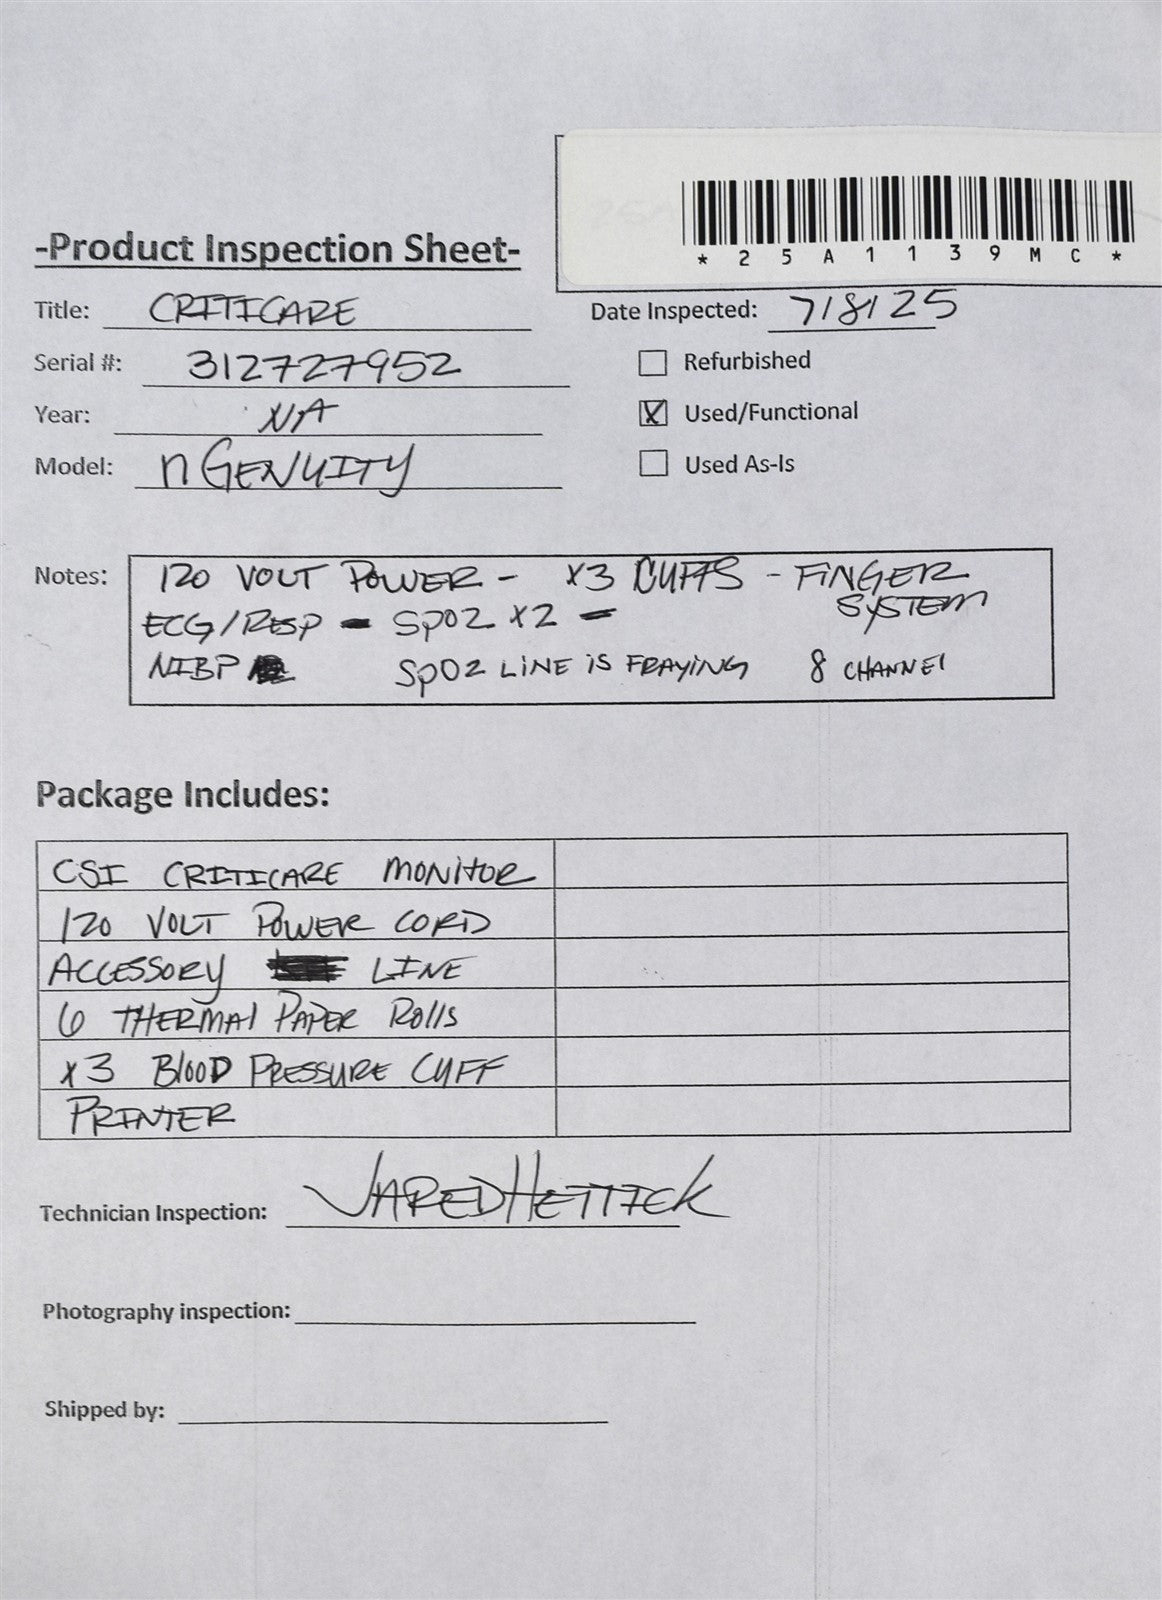 *25A1139MC*
-Product Inspection Sheet-
Title: CRITICARE
Date Inspected: 7/8/25
Serial #: 312727952
Refurbished
Year: NA
X Used/Functional
Model: nGENUITY
Used As-Is
Notes: 120 VOLT POWER - x3 CUFFS - FINGER
SYSTEM
ECG/RESP - SPO2 x2 -
NIBP SPO2 LINE iS FRAYING 8 CHANNEl
Package Includes:
CSI CRITICARE MONITOR
120 VOLT POWER CORD
ACCESSORY LINE
6 THERMAl PAPER Rolls
x3 BlOOD PRESSURE CUFF
PRINTER
Technician Inspection: JARED HETTICK
Photography inspection:
Shipped by: